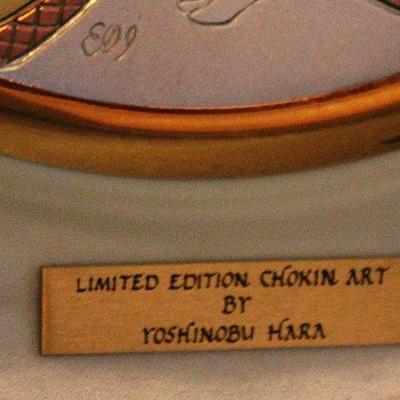 LIMITED EDITION CHOKIN ART
BY
YOSHINOBU HARA